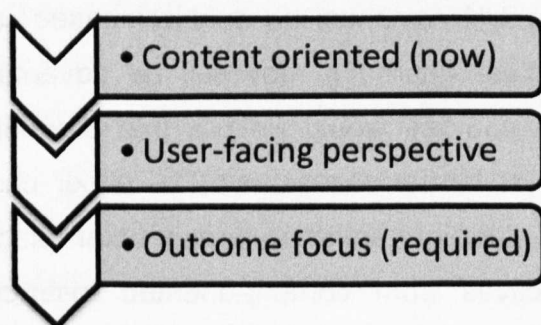 • Content oriented (now)
• User-facing perspective
• Outcome focus (required)